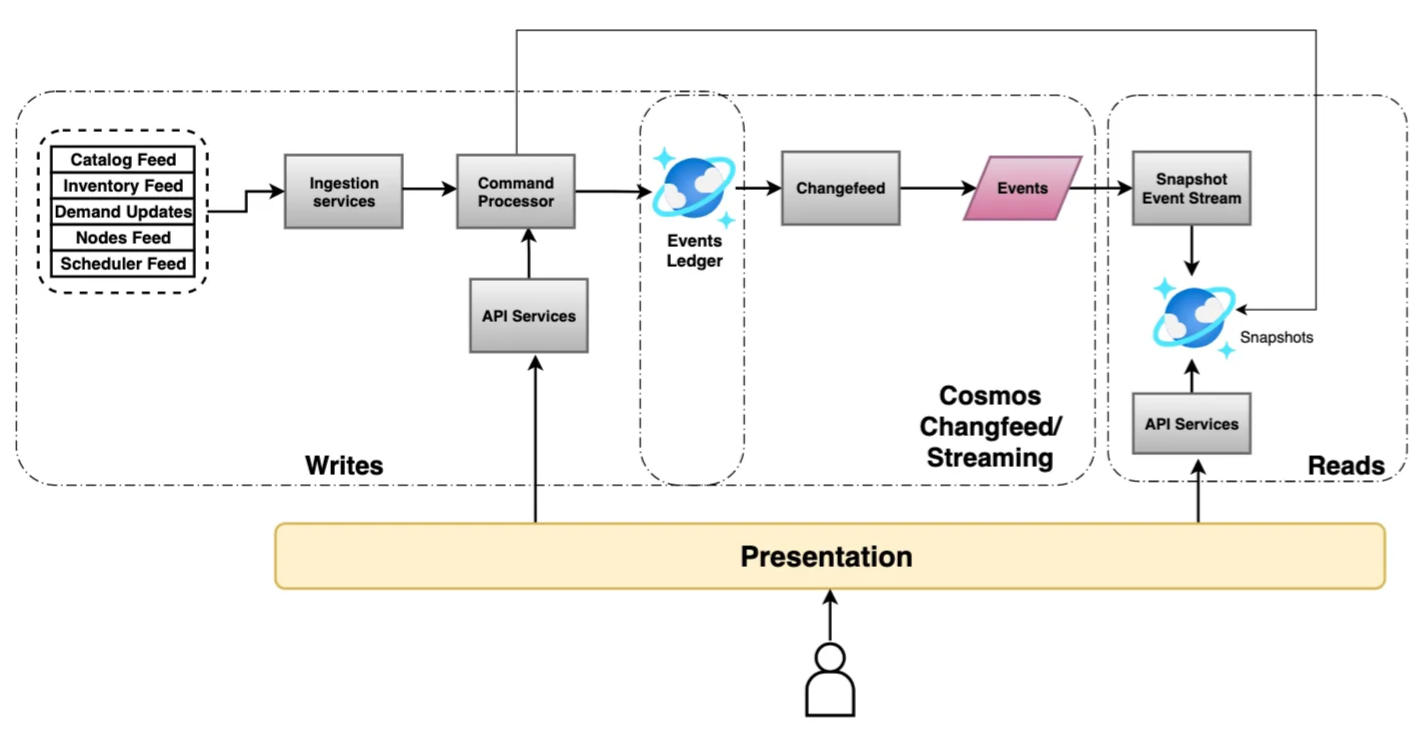 Catalog Feed
Inventory Feed
Demand Updates
Nodes Feed
Scheduler Feed
Ingestion
services
Command
Processor
API Services
Events
Ledger
Changefeed
Events
Snapshot
Event Stream
Snapshots
API Services
Writes
Cosmos
Changfeed/
Streaming
Reads
Presentation